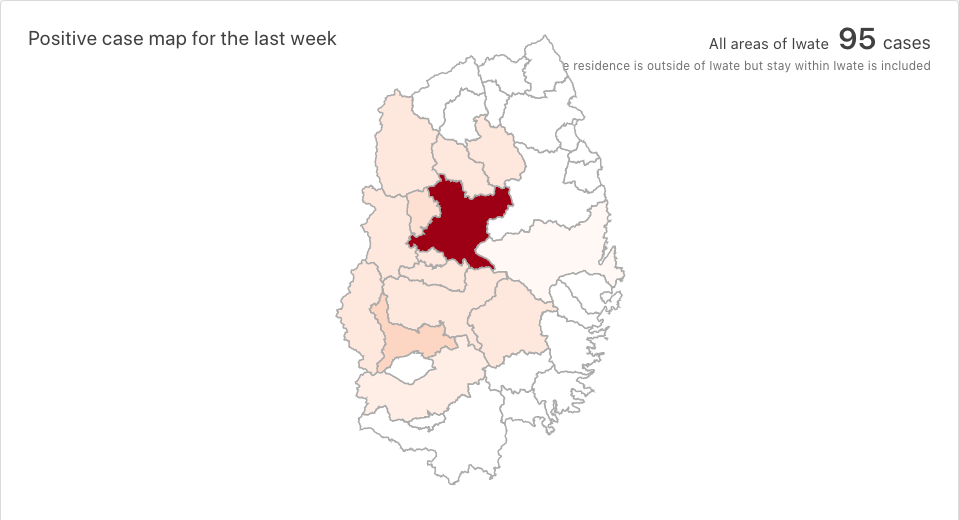 Positive case map for the last week
All areas of Iwate 95 cases
residence is outside of Iwate but stay within Iwate is included